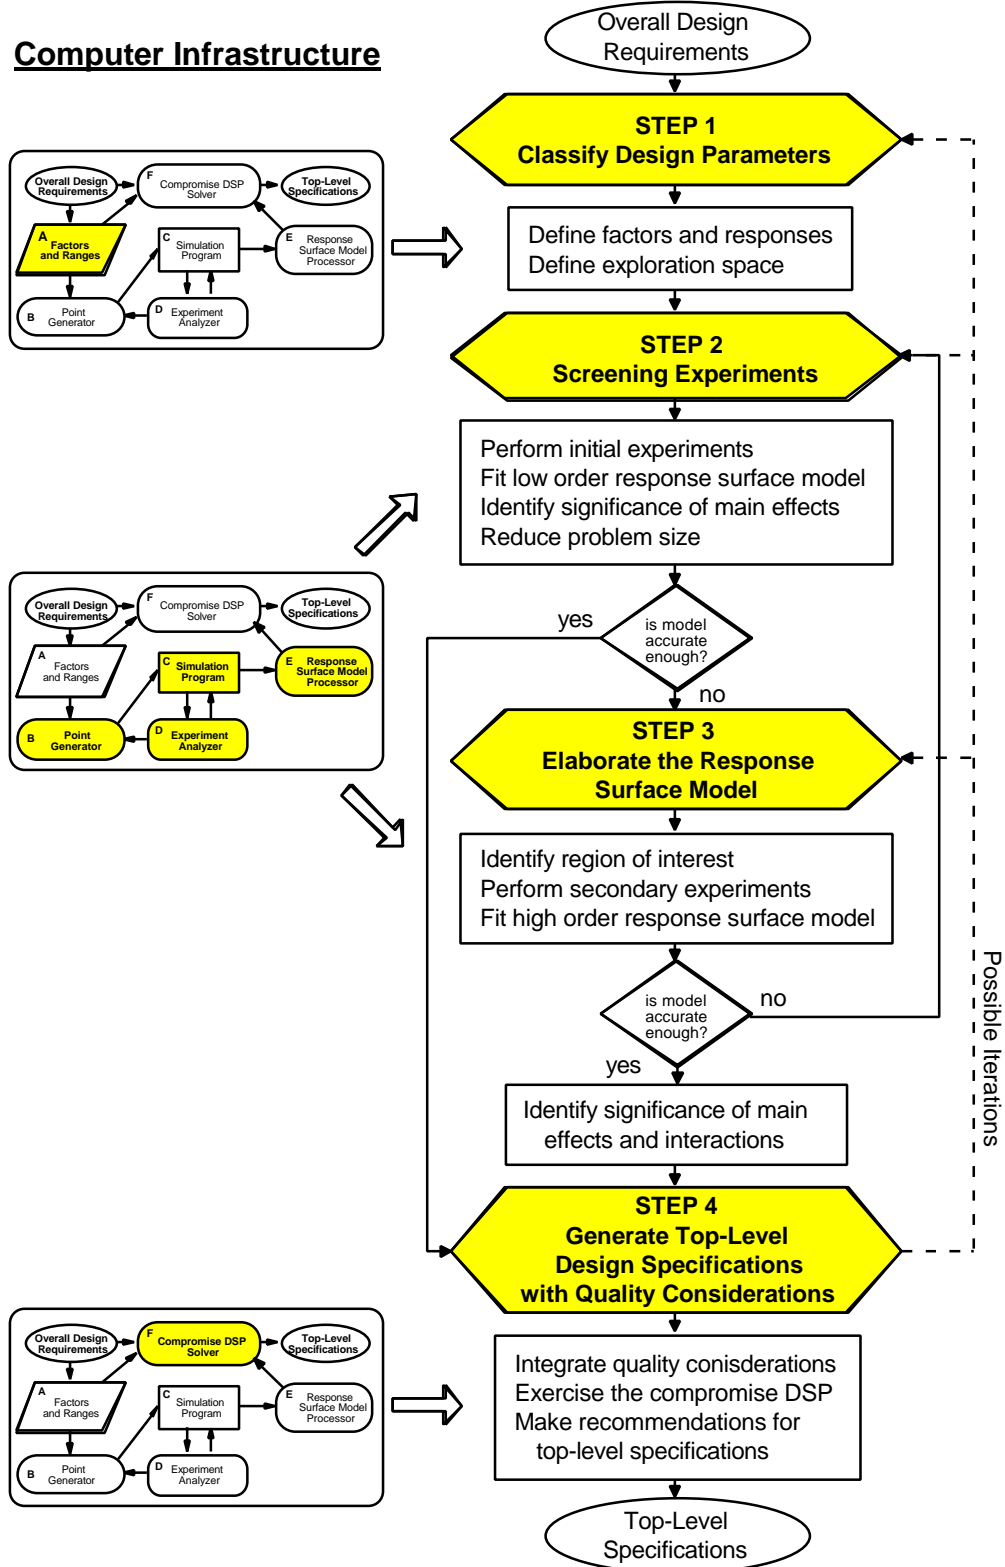 Computer Infrastructure
Overall Design
Requirements
STEP 1
Classify Design Parameters
Define factors and responses
Define exploration space
Overall Design
Requirements
F
Compromise DSP
Solver
Top-Level
Specifications
A
Factors
and Ranges
C
Simulation
Program
E
Response
Surface Model
Processor
B
Point
Generator
D
Experiment
Analyzer
STEP 2
Screening Experiments
Perform initial experiments
Fit low order response surface model
Identify significance of main effects
Reduce problem size
yes
is model
accurate
enough?
no
Overall Design
Requirements
F
Compromise DSP
Solver
Top-Level
Specifications
A
Factors
and Ranges
C
Simulation
Program
E
Response
Surface Model
Processor
B
Point
Generator
D
Experiment
Analyzer
STEP 3
Elaborate the Response
Surface Model
Identify region of interest
Perform secondary experiments
Fit high order response surface model
is model
accurate
enough?
no
yes
Possible Iterations
Identify significance of main
effects and interactions
STEP 4
Generate Top-Level
Design Specifications
with Quality Considerations
Overall Design
Requirements
F
Compromise DSP
Solver
Top-Level
Specifications
A
Factors
and Ranges
C
Simulation
Program
E
Response
Surface Model
Processor
B
Point
Generator
D
Experiment
Analyzer
Integrate quality conisderations
Exercise the compromise DSP
Make recommendations for
top-level specifications
Top-Level
Specifications